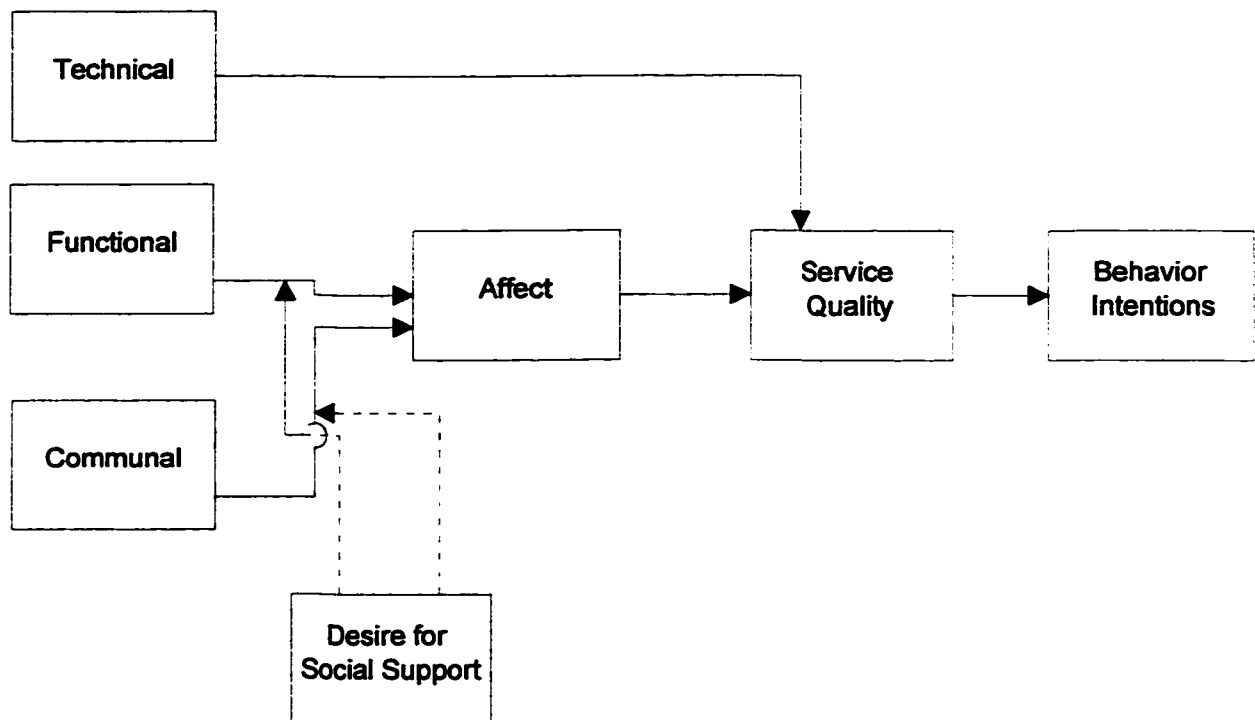 Technical
Functional
Affect
Service
Quality
Behavior
Intentions
Communal
Desire for
Social Support